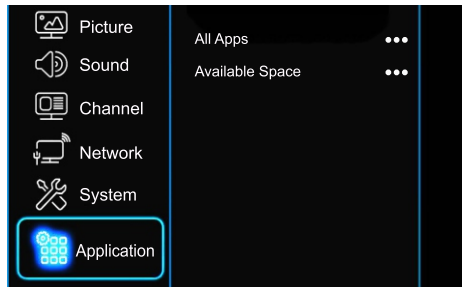 Picture
Sound
Channel
Network
System
Application
All Apps •••
Available Space •••